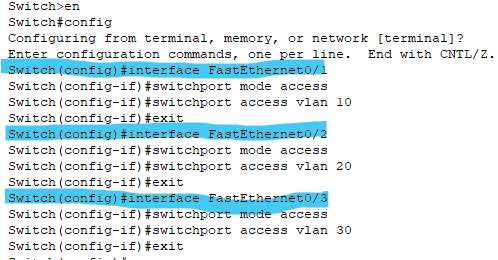 Switch>en
Switch#config
Configuring from terminal, memory, or network [terminal]?
Enter configuration commands, one per line.  End with CNTL/Z.
Switch(config)#interface FastEthernet0/1
Switch(config-if)#switchport mode access
Switch(config-if)#switchport access vlan 10
Switch(config-if)#exit
Switch(config)#interface FastEthernet0/2
Switch(config-if)#switchport mode access
Switch(config-if)#switchport access vlan 20
Switch(config-if)#exit
Switch(config)#interface FastEthernet0/3
Switch(config-if)#switchport mode access
Switch(config-if)#switchport access vlan 30
Switch(config-if)#exit